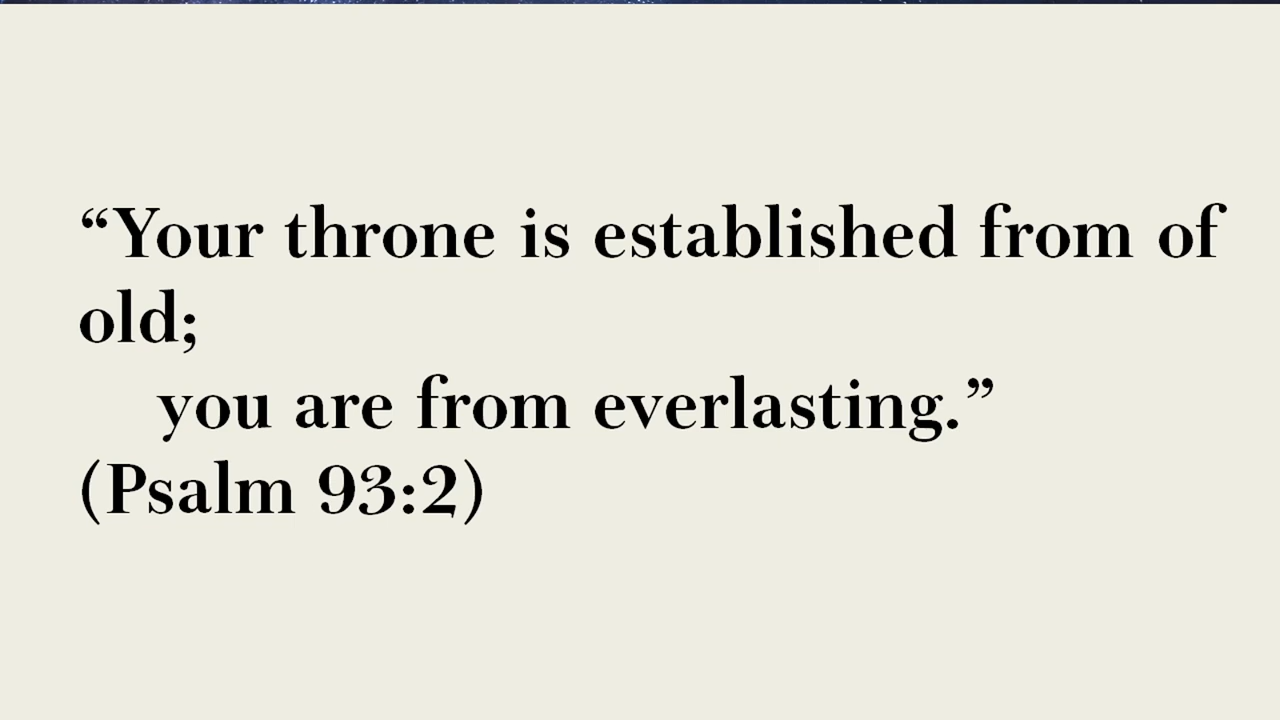 “Your throne is established from of
old;
you are from everlasting.”
(Psalm 93:2)